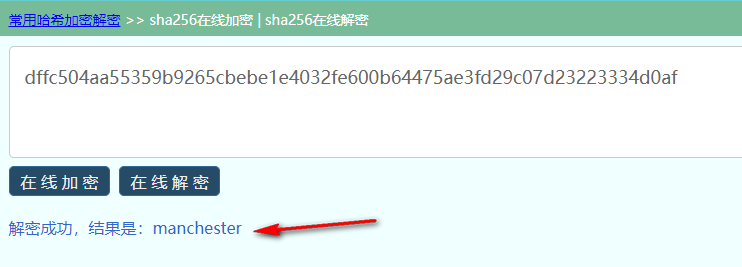 常用哈希加密解密 >> sha256在线加密 | sha256在线解密
dffc504aa55359b9265cbebe1e4032fe600b64475ae3fd29c07d23223334d0af
在线加密 在线解密
解密成功，结果是：manchester